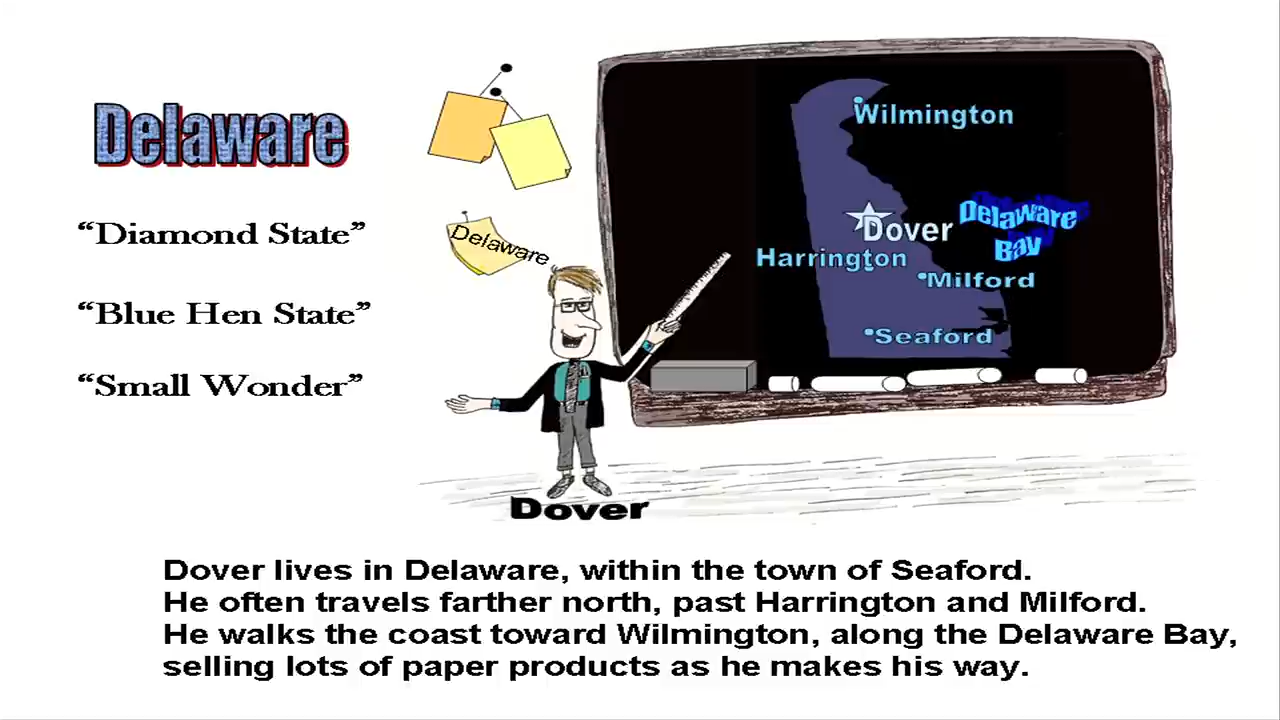 Delaware
“Diamond State”
“Blue Hen State”
“Small Wonder”
Delaware
Wilmington
Dover
Delaware
Bay
Harrington
Milford
Seaford
Dover
Dover lives in Delaware, within the town of Seaford.
He often travels farther north, past Harrington and Milford.
He walks the coast toward Wilmington, along the Delaware Bay,
selling lots of paper products as he makes his way.